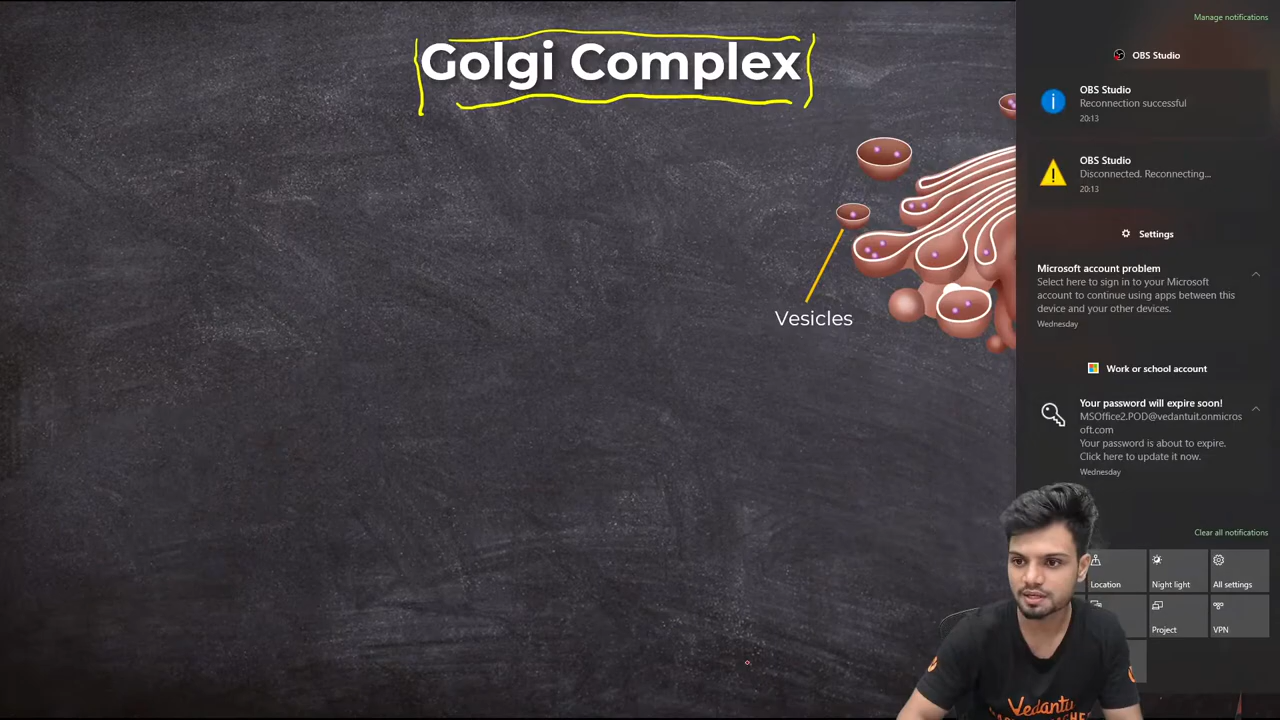 Golgi Complex
Vesicles
Manage notifications
OBS Studio
OBS Studio
Reconnection successful
20:13
OBS Studio
Disconnected. Reconnecting...
20:13
Settings
Microsoft account problem
Select here to sign in to your Microsoft
account to continue using apps between this
device and your other devices.
Wednesday
Work or school account
Your password will expire soon!
MSOffice2.POD@vedantuit.onmicros
oft.com
Your password is about to expire.
Click here to update it now.
Wednesday
Clear all notifications
Location
Night light
All settings
Project
VPN
Vedantu